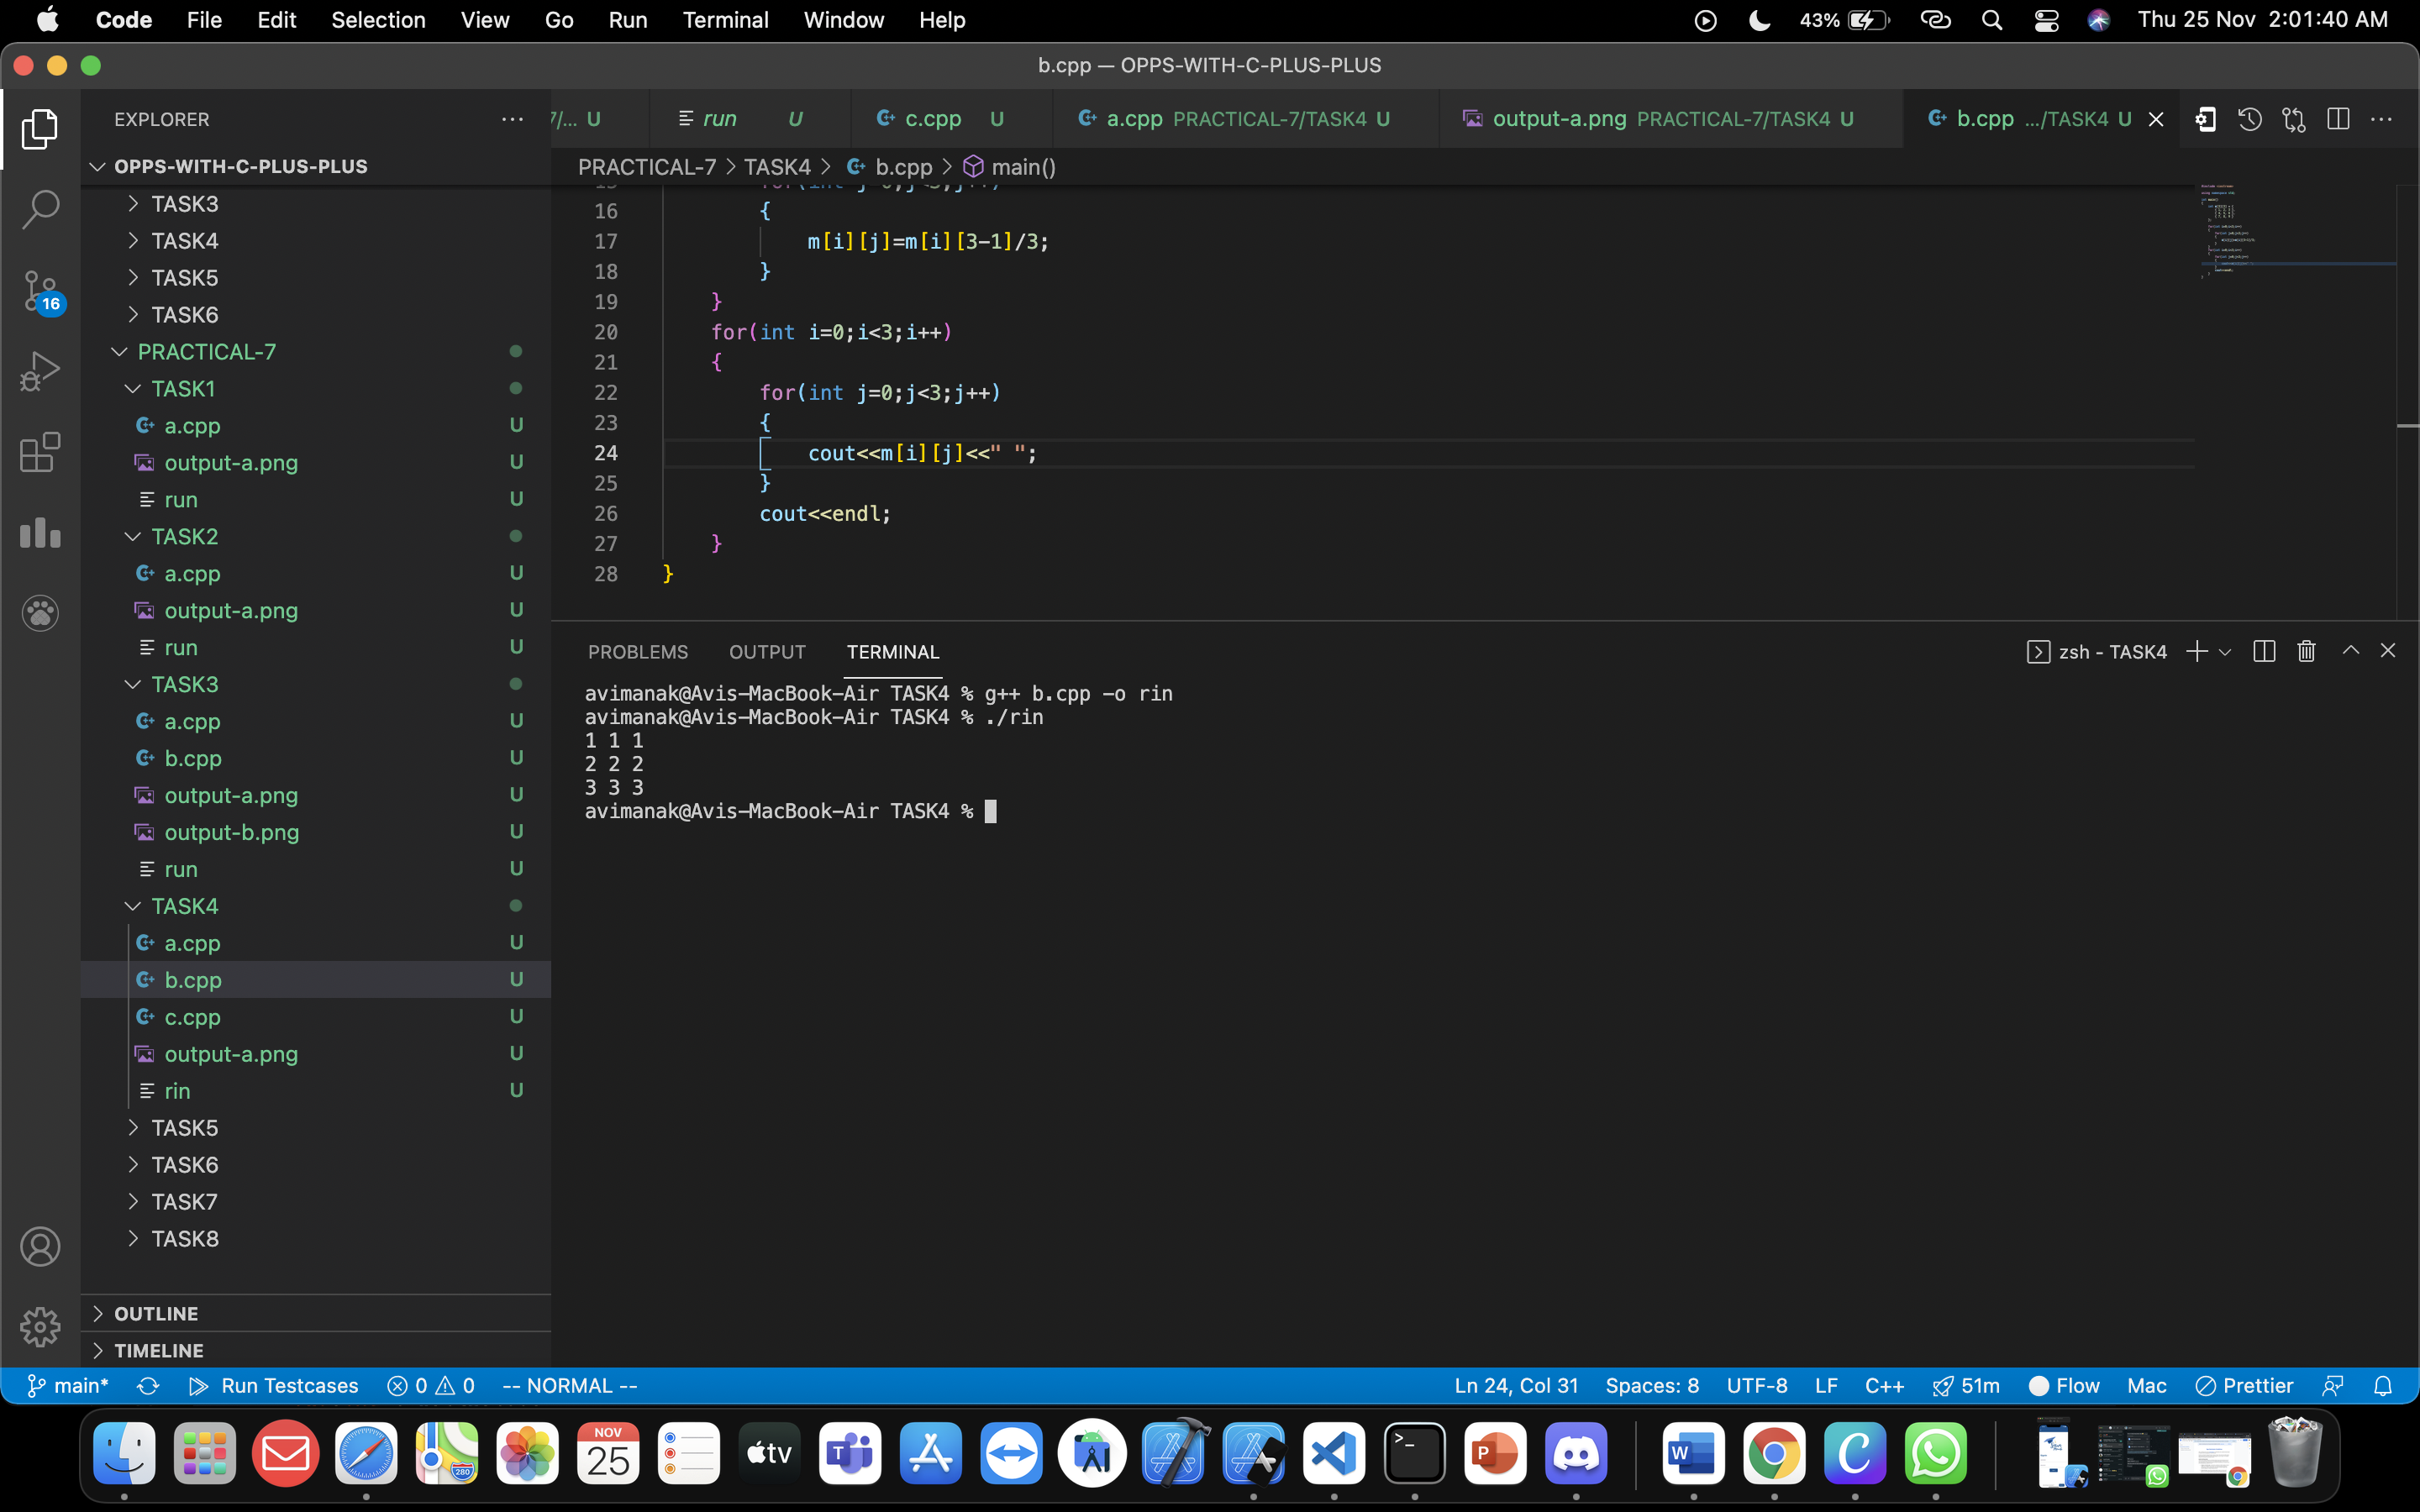 Code File Edit Selection View Go Run Terminal Window Help 43% Thu 25 Nov 2:01:40 AM
b.cpp — OPPS-WITH-C-PLUS-PLUS
EXPLORER
7/... U run U c.cpp U a.cpp PRACTICAL-7/TASK4 U output-a.png PRACTICAL-7/TASK4 U b.cpp .../TASK4 U
OPPS-WITH-C-PLUS-PLUS
TASK3
TASK4
TASK5
TASK6
PRACTICAL-7
TASK1
a.cpp U
output-a.png U
run U
TASK2
a.cpp U
output-a.png U
run U
TASK3
a.cpp U
b.cpp U
output-a.png U
output-b.png U
run U
TASK4
a.cpp U
b.cpp U
c.cpp U
output-a.png U
rin U
TASK5
TASK6
TASK7
TASK8
OUTLINE
TIMELINE
16
PRACTICAL-7 > TASK4 > b.cpp > main()
15 for(int j=0;j<3;j++)
16 {
17 m[i][j]=m[i][3-1]/3;
18 }
19 }
20 for(int i=0;i<3;i++)
21 {
22 for(int j=0;j<3;j++)
23 {
24 cout<<m[i][j]<<" ";
25 }
26 cout<<endl;
27 }
28 }
PROBLEMS OUTPUT TERMINAL zsh - TASK4
avimanak@Avis-MacBook-Air TASK4 % g++ b.cpp -o rin
avimanak@Avis-MacBook-Air TASK4 % ./rin
1 1 1
2 2 2
3 3 3
avimanak@Avis-MacBook-Air TASK4 %
main* Run Testcases 0 0 -- NORMAL -- Ln 24, Col 31 Spaces: 8 UTF-8 LF C++ 51m Flow Mac Prettier
NOV
25
tv
280